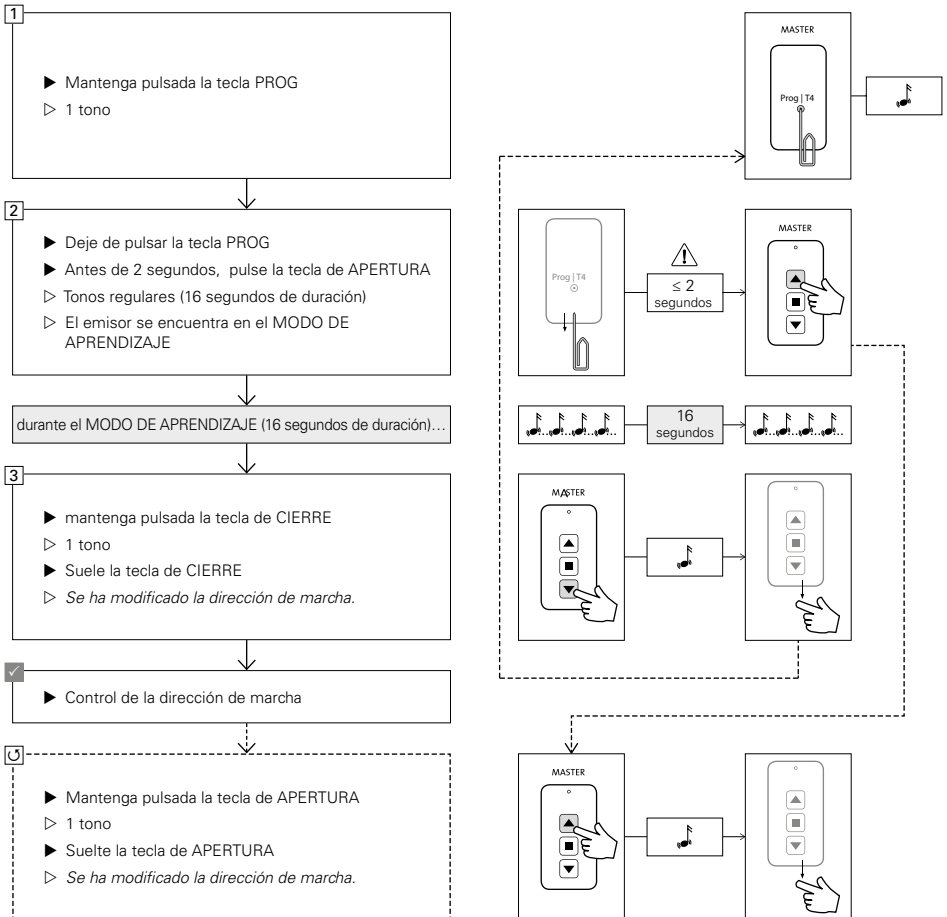 1
▶ Mantenga pulsada la tecla PROG
▷ 1 tono
MASTER
Prog | T4
2
▶ Deje de pulsar la tecla PROG
▶ Antes de 2 segundos, pulse la tecla de APERTURA
▷ Tonos regulares (16 segundos de duración)
▷ El emisor se encuentra en el MODO DE
APRENDIZAJE
Prog | T4
≤ 2
segundos
MASTER
durante el MODO DE APRENDIZAJE (16 segundos de duración)…
16
segundos
3
▶ mantenga pulsada la tecla de CIERRE
▷ 1 tono
▶ Suele la tecla de CIERRE
▷ Se ha modificado la dirección de marcha.
MASTER
▶ Control de la dirección de marcha
▶ Mantenga pulsada la tecla de APERTURA
▷ 1 tono
▶ Suelte la tecla de APERTURA
▷ Se ha modificado la dirección de marcha.
MASTER